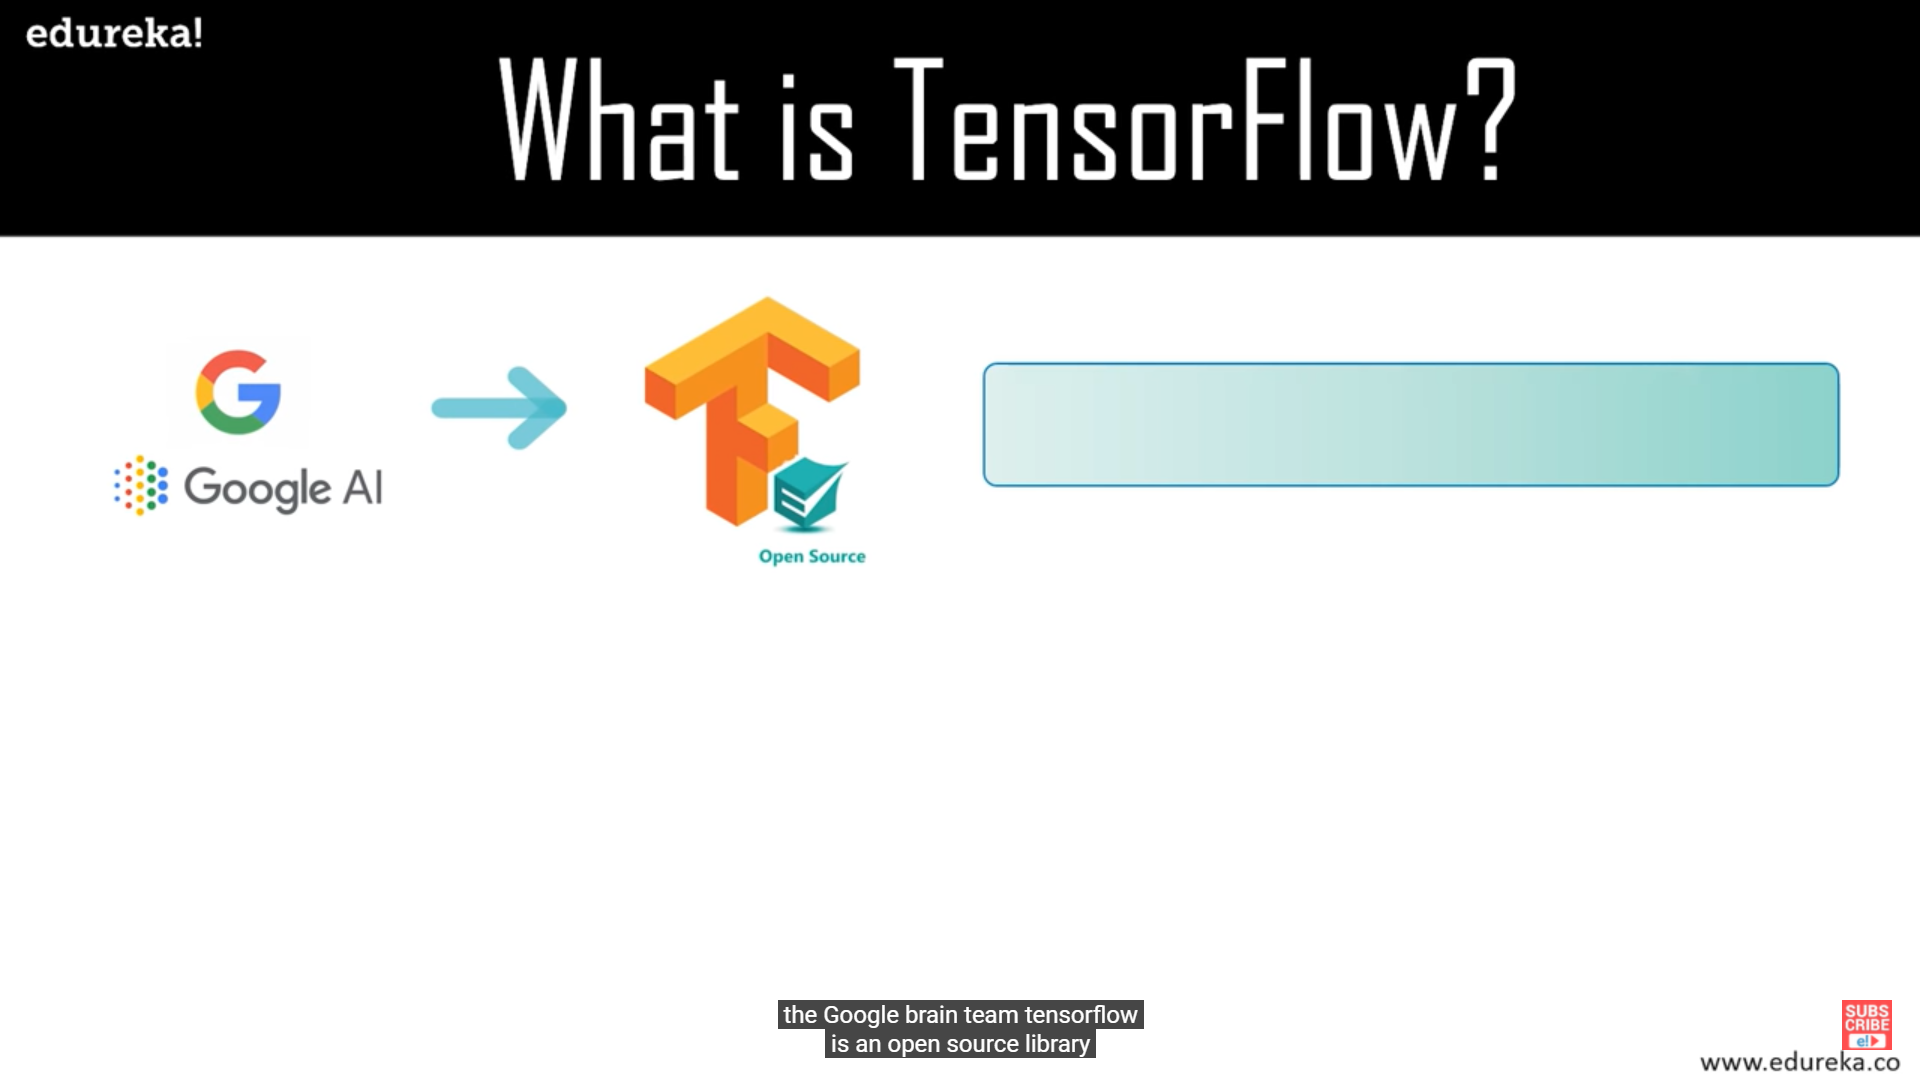 edureka!
What is TensorFlow?
G
Google AI
Open Source
the Google brain team tensorflow
is an open source library
SUBS
CRIBE
e!
www.edureka.co